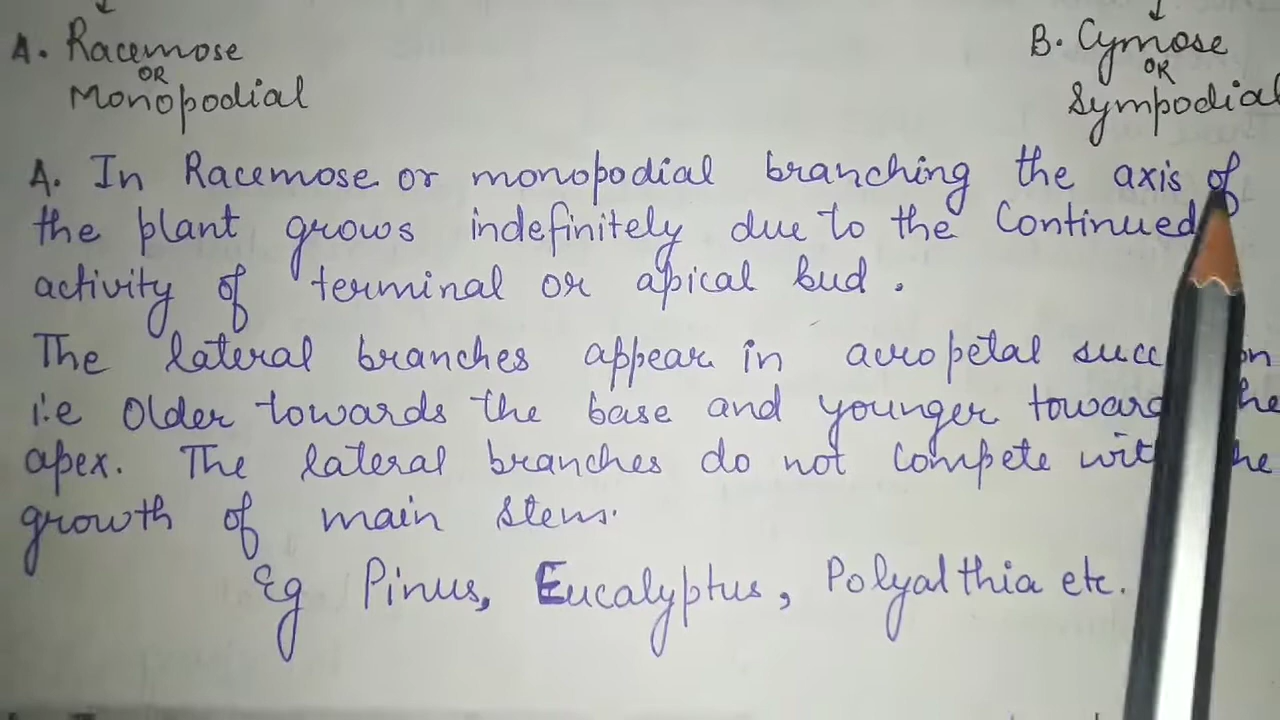 A. Racemose
OR
Monopodial
B. Cymose
OR
Sympodial
A. In Racemose or monopodial branching the axis of
the plant grows indefinitely due to the Continued
activity of terminal or apical bud.
The lateral branches appear in acropetal succ on
i.e Older towards the base and younger toward he
apex. The lateral branches do not compete wit he
growth of main stem.
Eg Pinus, Eucalyptus, Polyalthia etc.